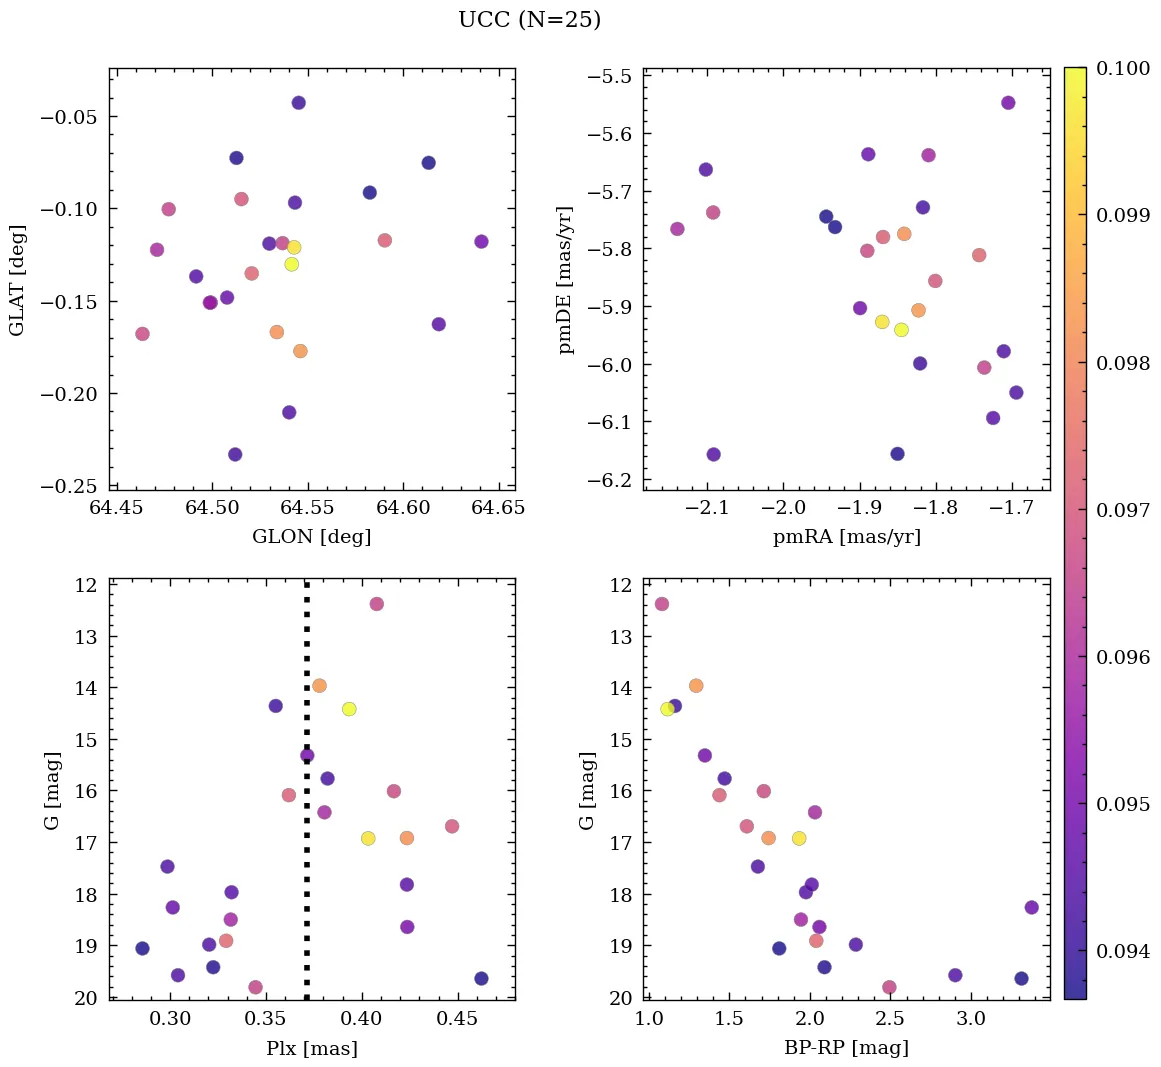 UCC (N=25)
−0.05
−0.10
−0.15
−0.20
−0.25
GLAT [deg]
64.45 64.50 64.55 64.60 64.65
GLON [deg]
−5.5
−5.6
−5.7
−5.8
−5.9
−6.0
−6.1
−6.2
pmDE [mas/yr]
−2.1 −2.0 −1.9 −1.8 −1.7
pmRA [mas/yr]
12
13
14
15
16
17
18
19
20
G [mag]
0.30 0.35 0.40 0.45
Plx [mas]
12
13
14
15
16
17
18
19
20
G [mag]
1.0 1.5 2.0 2.5 3.0
BP-RP [mag]
0.100
0.099
0.098
0.097
0.096
0.095
0.094